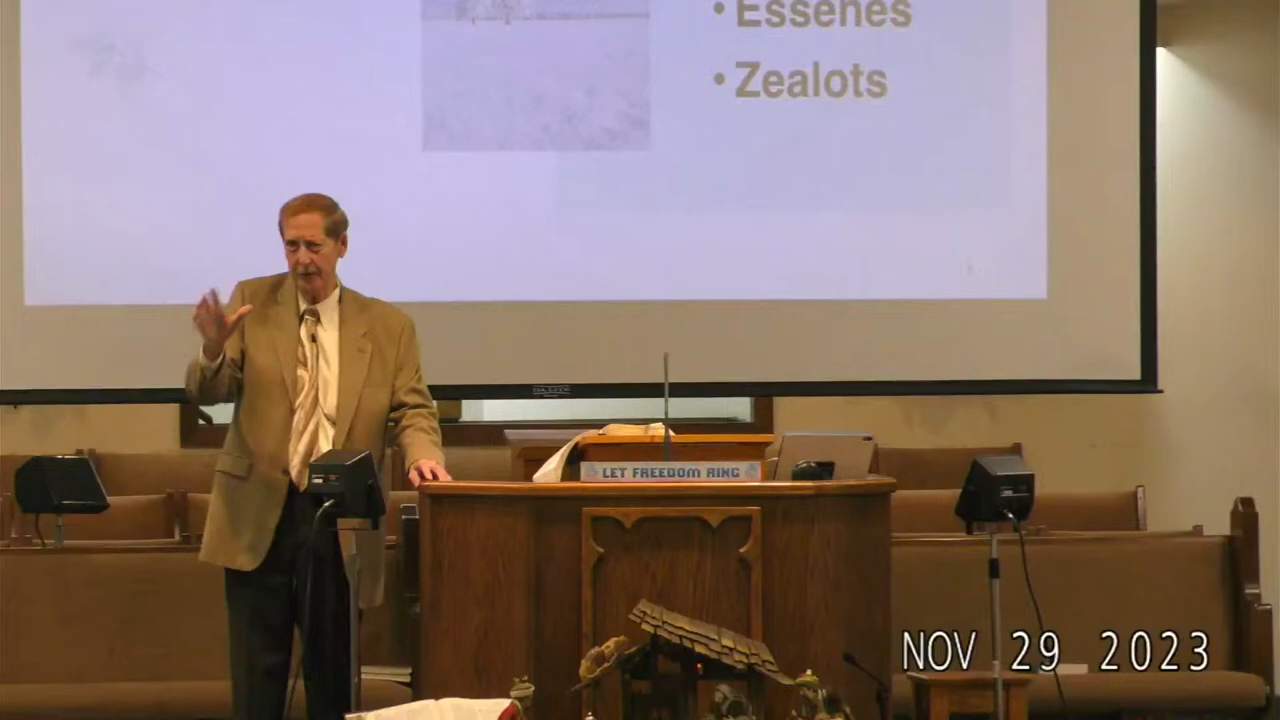 • Essenes
• Zealots
LET FREEDOM RING
NOV 29 2023